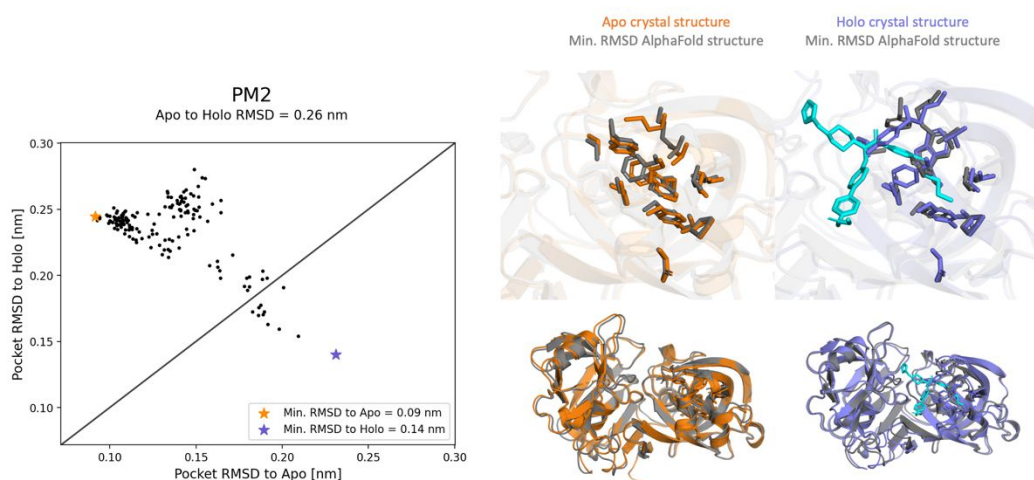 Apo crystal structure
Min. RMSD AlphaFold structure
Holo crystal structure
Min. RMSD AlphaFold structure
PM2
Apo to Holo RMSD = 0.26 nm
Pocket RMSD to Holo [nm]
0.30
0.25
0.20
0.15
0.10
Min. RMSD to Apo = 0.09 nm
Min. RMSD to Holo = 0.14 nm
0.10
0.15
0.20
0.25
0.30
Pocket RMSD to Apo [nm]